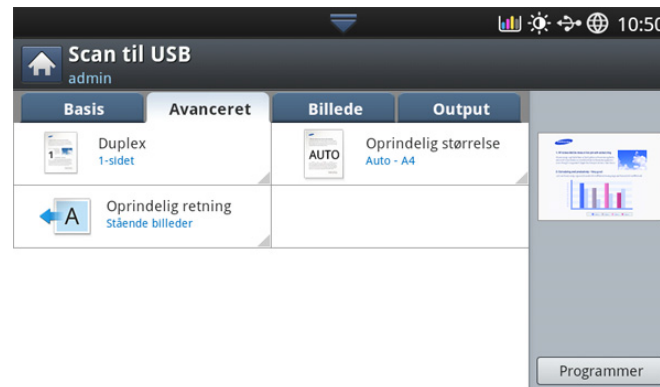 10:50
Scan til USB
admin
Basis
Avanceret
Billede
Output
Duplex
1-sidet
AUTO
Oprindelig størrelse
Auto - A4
A
Oprindelig retning
Stående billeder
Programmer